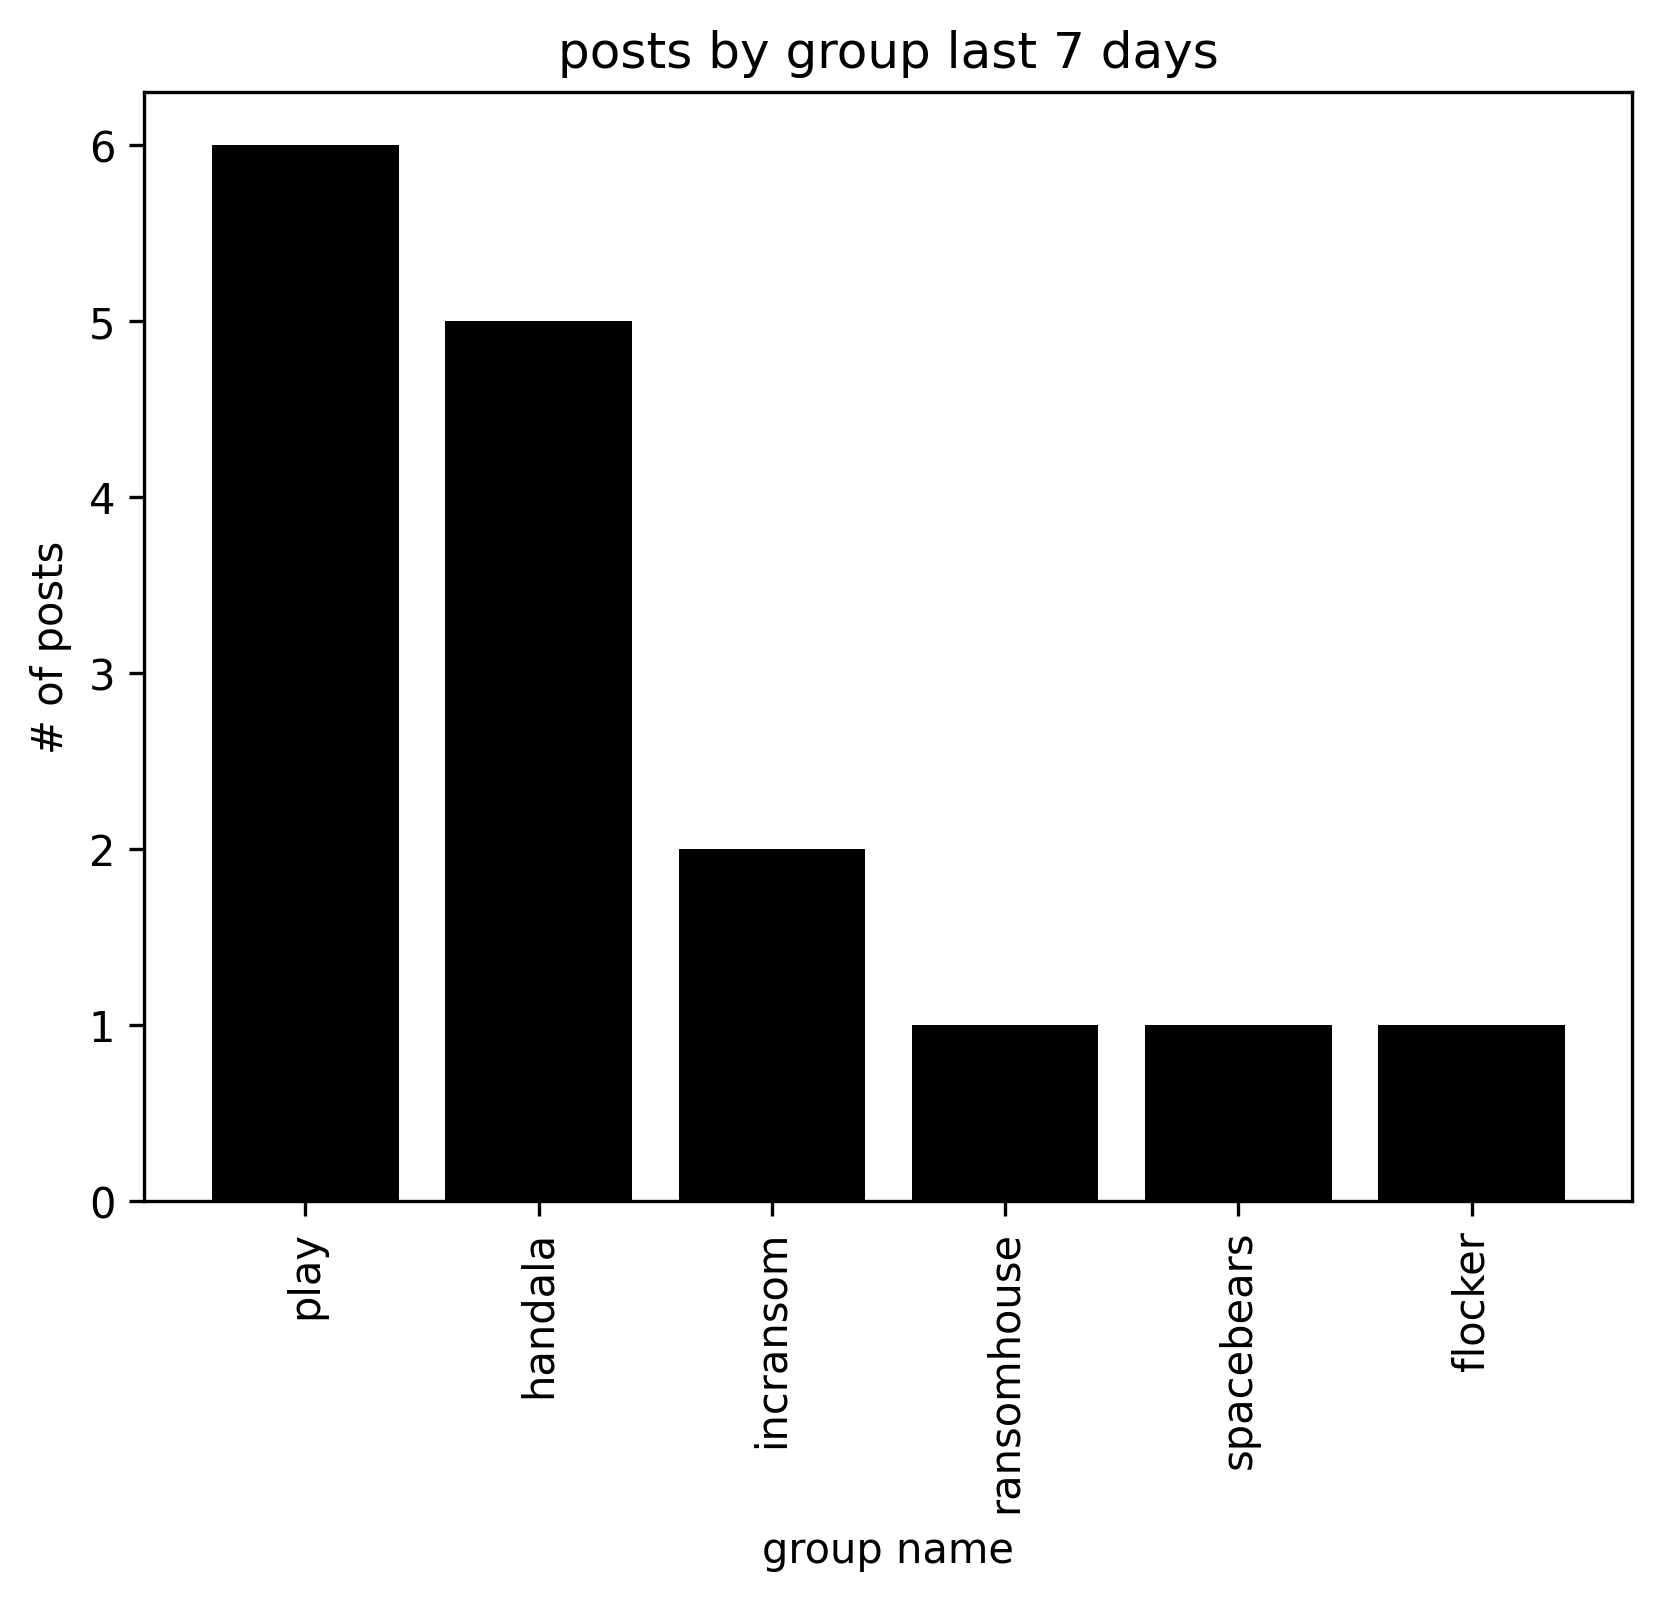 posts by group last 7 days
# of posts
6
5
4
3
2
1
0
play
handala
incransom
ransomhouse
spacebears
flocker
group name